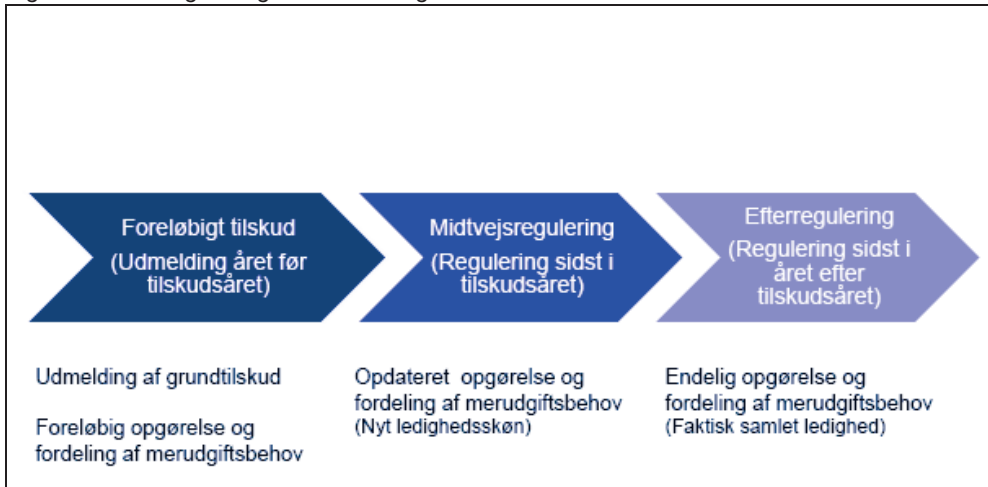 Foreløbigt tilskud
(Udmelding året før
tilskudsåret)
Midtvejsregulering
(Regulering sidst i
tilskudsåret)
Efterregulering
(Regulering sidst i
året efter
tilskudsåret)
Udmelding af grundtilskud
Foreløbig opgørelse og
fordeling af merudgiftsbehov
Opdateret opgørelse og
fordeling af merudgiftsbehov
(Nyt ledighedsskøn)
Endelig opgørelse og
fordeling af merudgiftsbehov
(Faktisk samlet ledighed)